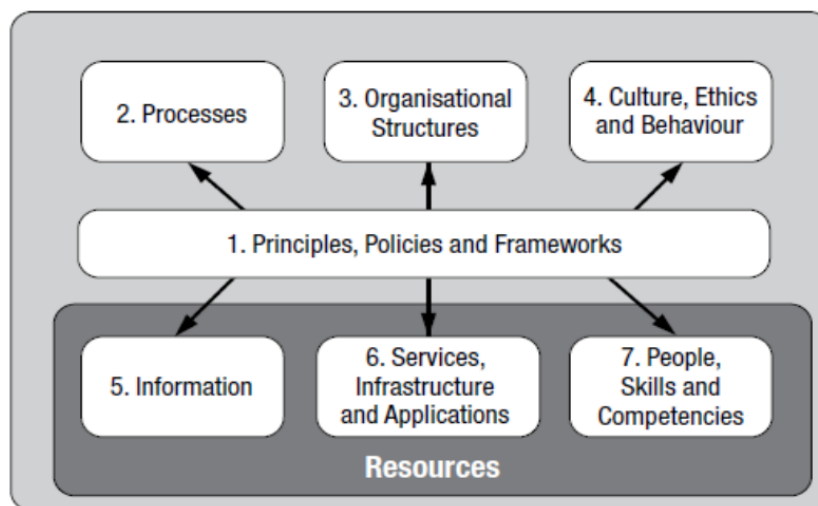 2. Processes
3. Organisational
Structures
4. Culture, Ethics
and Behaviour
1. Principles, Policies and Frameworks
5. Information
6. Services,
Infrastructure
and Applications
7. People,
Skills and
Competencies
Resources